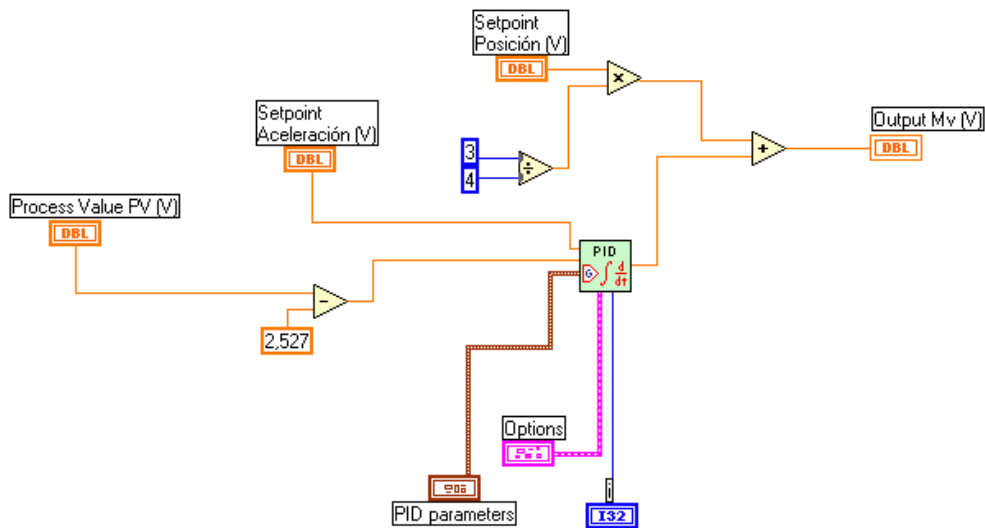 Setpoint
Posición (V)
DBL
×
Setpoint
Aceleración (V)
DBL
Output Mv (V)
DBL
+
3
4
÷
Process Value PV (V)
DBL
PID
G ∫ d/dt
-
2,527
Options
i
I32
PID parameters